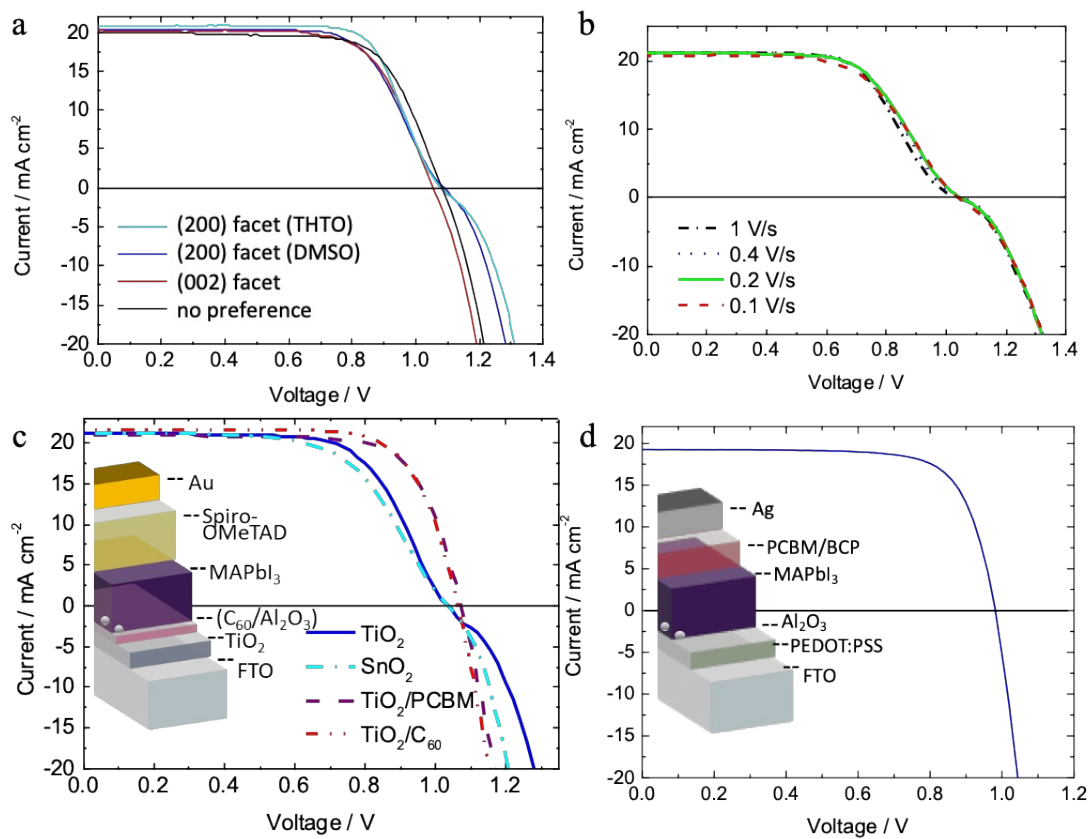 a
20
15
10
5
0
-5
-10
-15
-20
Current / mA cm⁻²
0.0 0.2 0.4 0.6 0.8 1.0 1.2 1.4
Voltage / V
(200) facet (THTO)
(200) facet (DMSO)
(002) facet
no preference
b
20
10
0
-10
-20
Current / mA cm⁻²
0.0 0.2 0.4 0.6 0.8 1.0 1.2 1.4
Voltage / V
1 V/s
0.4 V/s
0.2 V/s
0.1 V/s
c
20
15
10
5
0
-5
-10
-15
-20
Current / mA cm⁻²
0.0 0.2 0.4 0.6 0.8 1.0 1.2
Voltage / V
Au
Spiro-
OMeTAD
MAPbI₃
(C₆₀/Al₂O₃)
TiO₂
FTO
TiO₂
SnO₂
TiO₂/PCBM
TiO₂/C₆₀
d
20
15
10
5
0
-5
-10
-15
-20
Current / mA cm⁻²
0.0 0.2 0.4 0.6 0.8 1.0 1.2
Voltage / V
Ag
PCBM/BCP
MAPbI₃
Al₂O₃
PEDOT:PSS
FTO